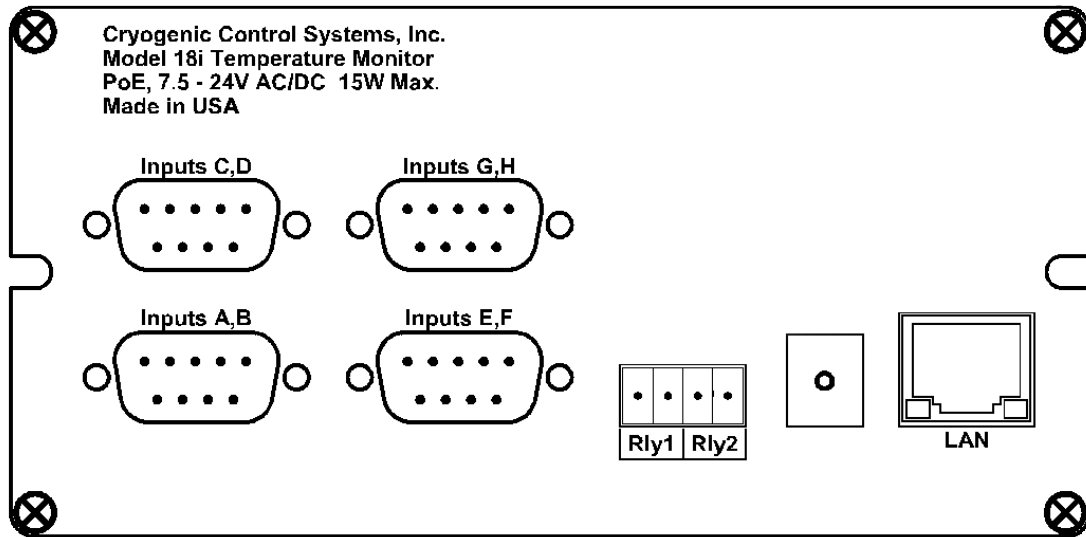 Cryogenic Control Systems, Inc.
Model 18i Temperature Monitor
PoE, 7.5 - 24V AC/DC  15W Max.
Made in USA
Inputs C,D
Inputs G,H
Inputs A,B
Inputs E,F
Rly1
Rly2
LAN